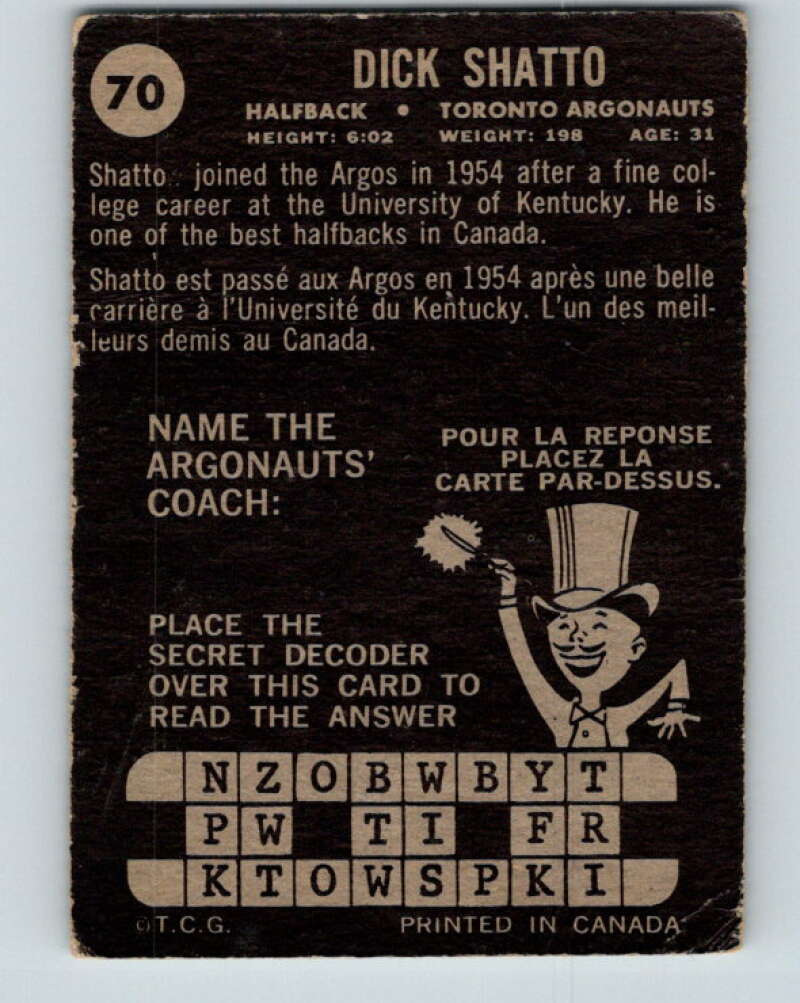 70
DICK SHATTO
HALFBACK • TORONTO ARGONAUTS
HEIGHT: 6:02 WEIGHT: 198 AGE: 31
Shatto joined the Argos in 1954 after a fine col-
lege career at the University of Kentucky. He is
one of the best halfbacks in Canada.
Shatto est passé aux Argos en 1954 après une belle
carrière à l'Université du Kentucky. L'un des meil-
leurs demis au Canada.
NAME THE
ARGONAUTS'
COACH:
POUR LA REPONSE
PLACEZ LA
CARTE PAR-DESSUS.
PLACE THE
SECRET DECODER
OVER THIS CARD TO
READ THE ANSWER
N Z O B W B Y T
P W T I F R
K T O W S P K I
©T.C.G. PRINTED IN CANADA